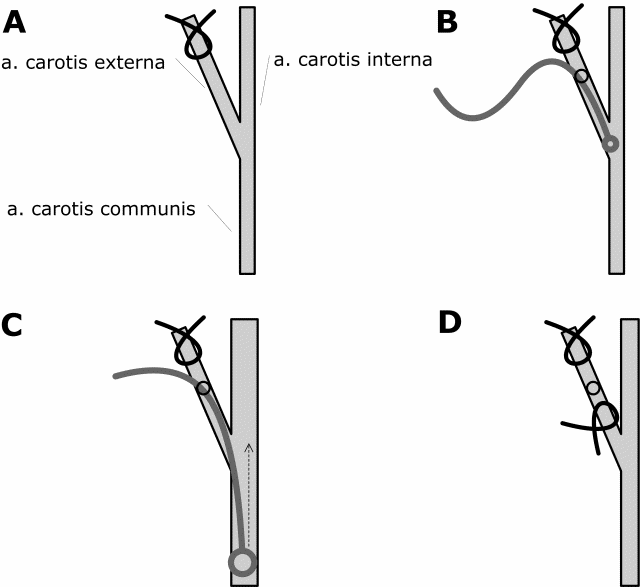 A
B
a. carotis externa
a. carotis interna
a. carotis communis
C
D